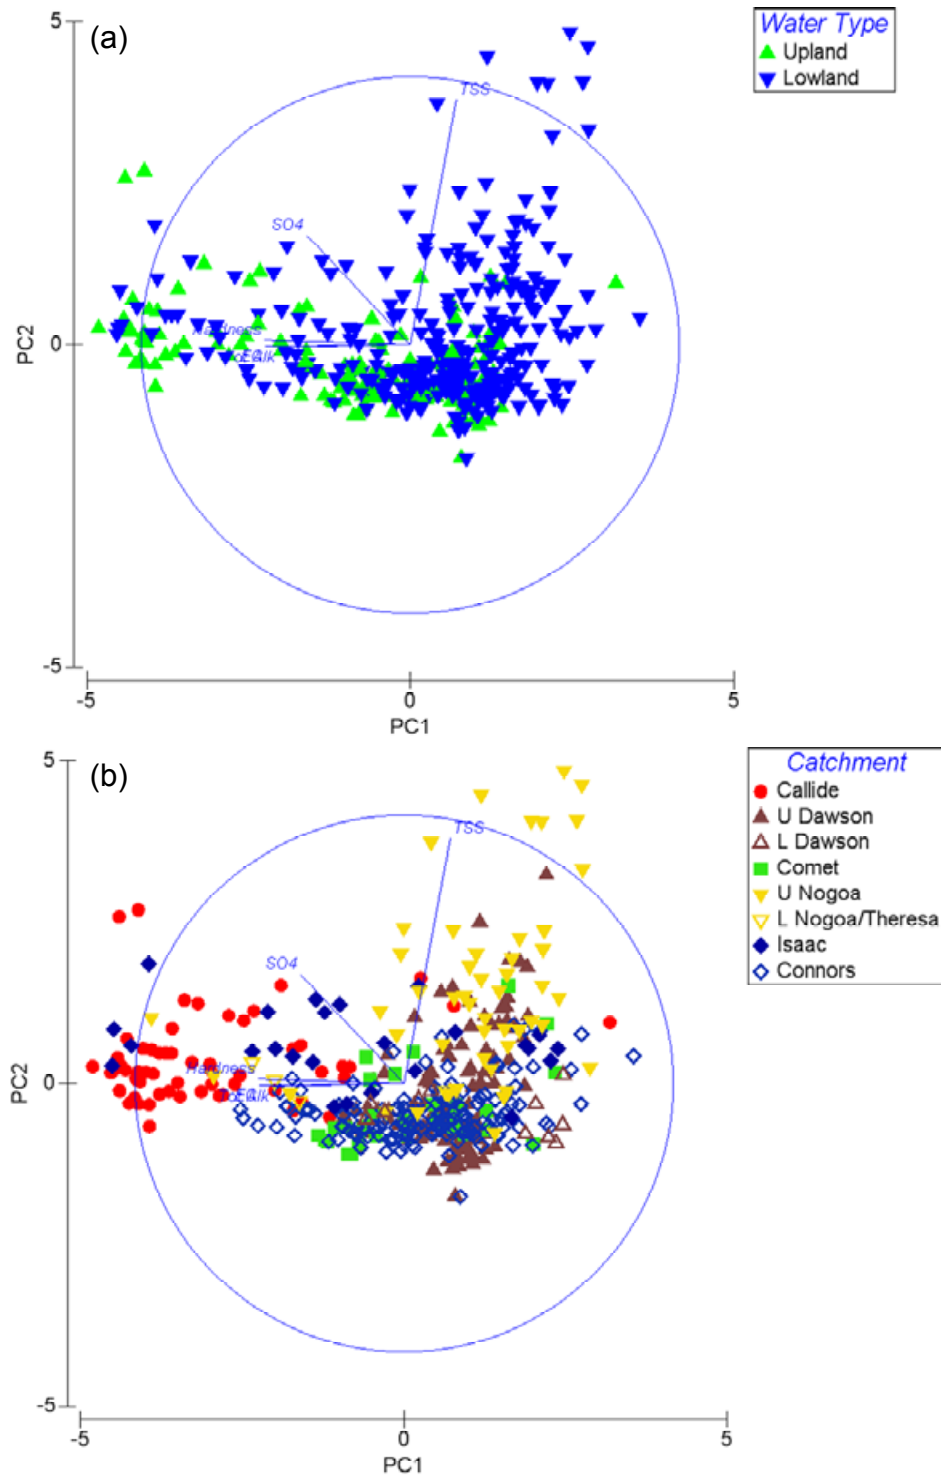 (a)
Water Type
Upland
Lowland
5
TSS
SO4
Hardness
PC2
0
-5
-5
0
5
PC1
(b)
Catchment
Callide
U Dawson
L Dawson
Comet
U Nogoa
L Nogoa/Theresa
Isaac
Connors
5
TSS
SO4
Hardness
PC2
0
-5
-5
0
5
PC1